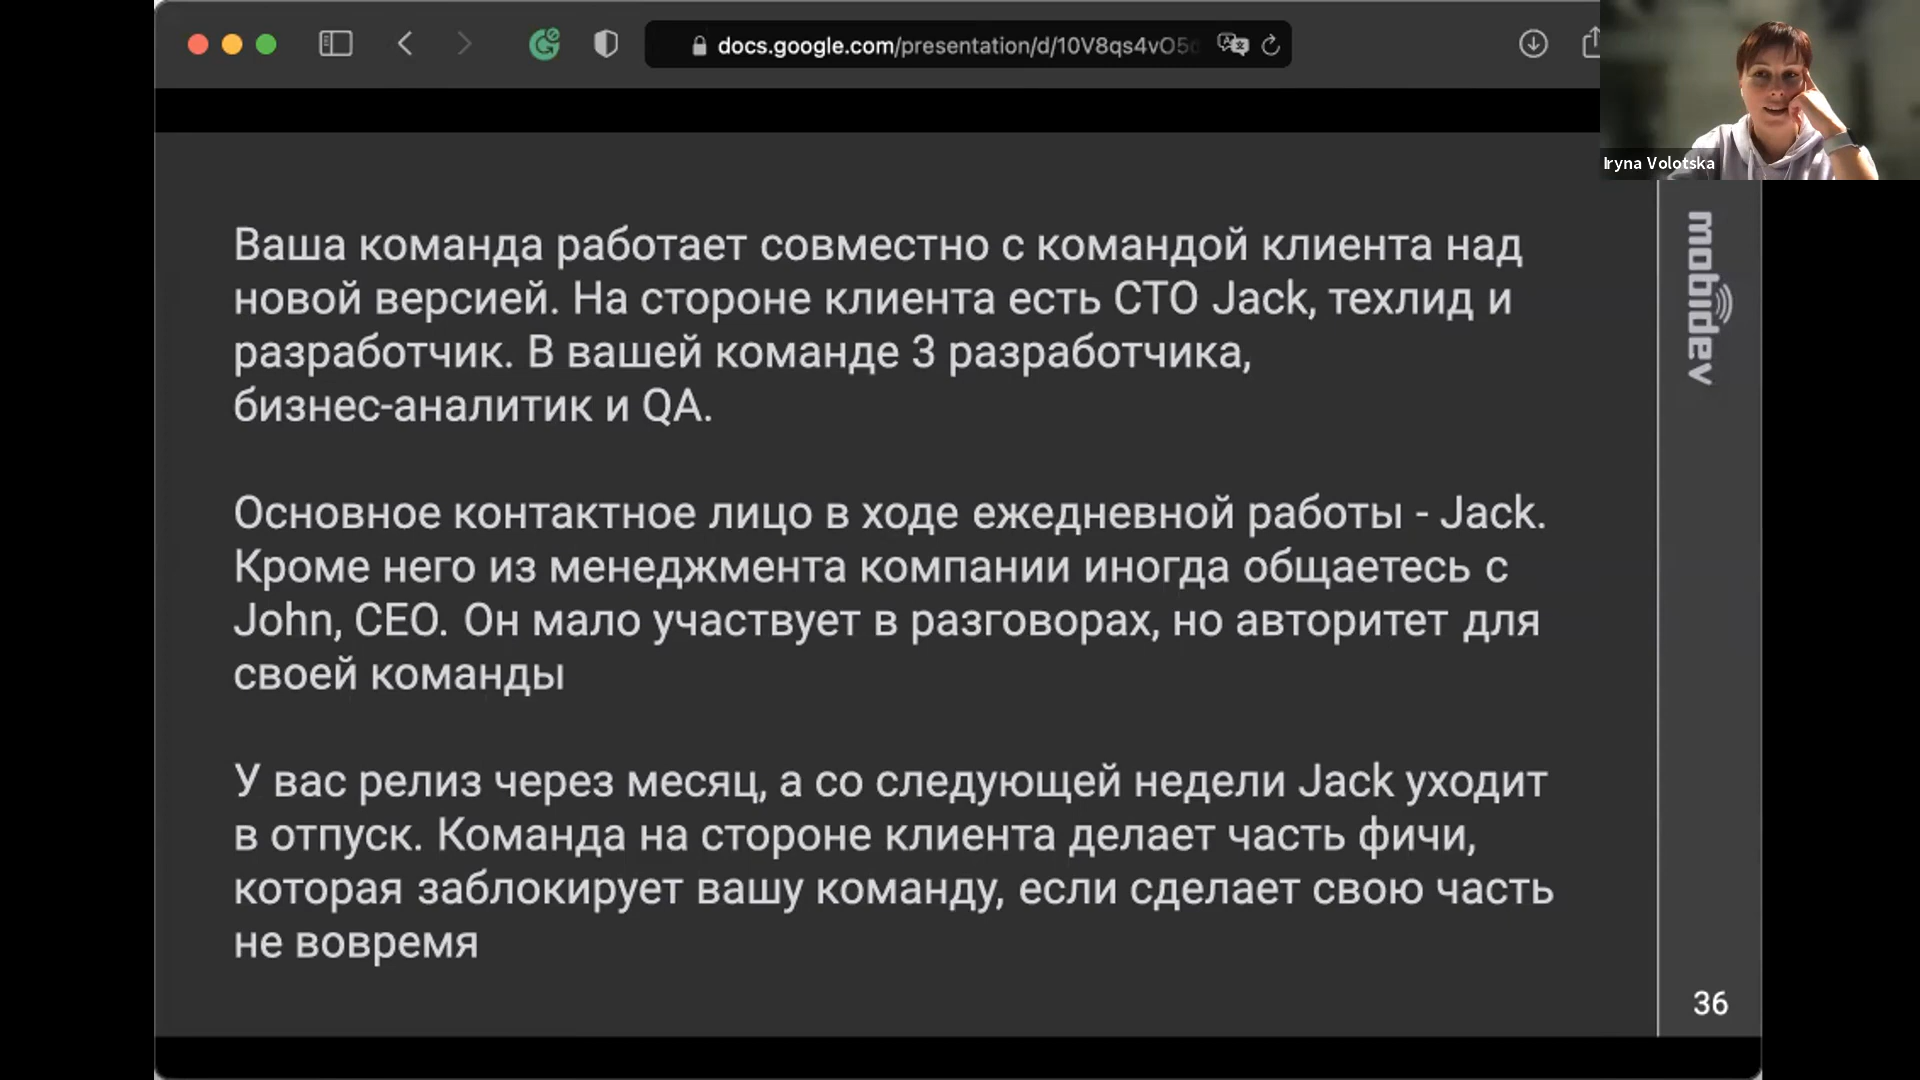 docs.google.com/presentation/d/10V8qs4vO5
Iryna Volotska
mobidev
Ваша команда работает совместно с командой клиента над
новой версией. На стороне клиента есть CTO Jack, техлид и
разработчик. В вашей команде 3 разработчика,
бизнес-аналитик и QA.
Основное контактное лицо в ходе ежедневной работы - Jack.
Кроме него из менеджмента компании иногда общаетесь с
John, CEO. Он мало участвует в разговорах, но авторитет для
своей команды
У вас релиз через месяц, а со следующей недели Jack уходит
в отпуск. Команда на стороне клиента делает часть фичи,
которая заблокирует вашу команду, если сделает свою часть
не вовремя
36